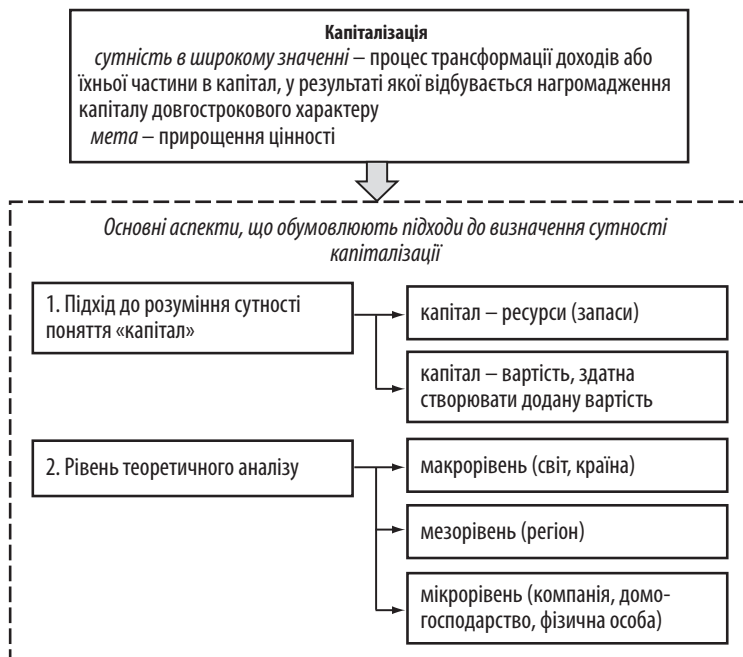 Капіталізація
сутність в широкому значенні – процес трансформації доходів або
їхньої частини в капітал, у результаті якої відбувається нагромадження
капіталу довгострокового характеру
мета – прирощення цінності
Основні аспекти, що обумовлюють підходи до визначення сутності
капіталізації
1. Підхід до розуміння сутності
поняття «капітал»
капітал – ресурси (запаси)
капітал – вартість, здатна
створювати додану вартість
2. Рівень теоретичного аналізу
макрорівень (світ, країна)
мезорівень (регіон)
мікрорівень (компанія, домо-
господарство, фізична особа)